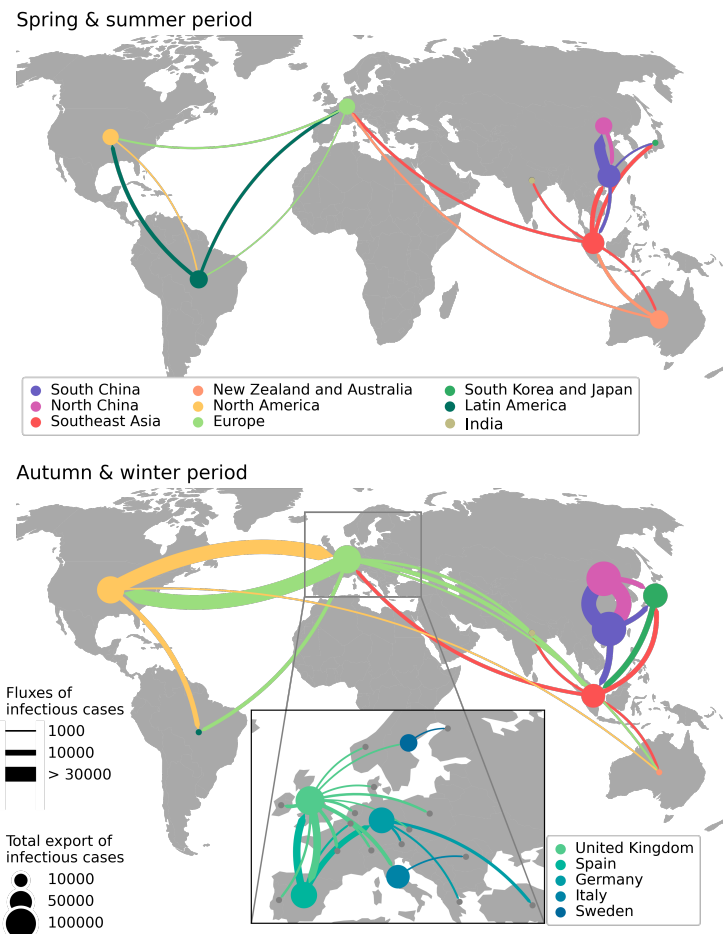 Spring & summer period
South China
North China
Southeast Asia
New Zealand and Australia
North America
Europe
South Korea and Japan
Latin America
India
Autumn & winter period
Fluxes of
infectious cases
1000
10000
> 30000
Total export of
infectious cases
10000
50000
100000
United Kingdom
Spain
Germany
Italy
Sweden